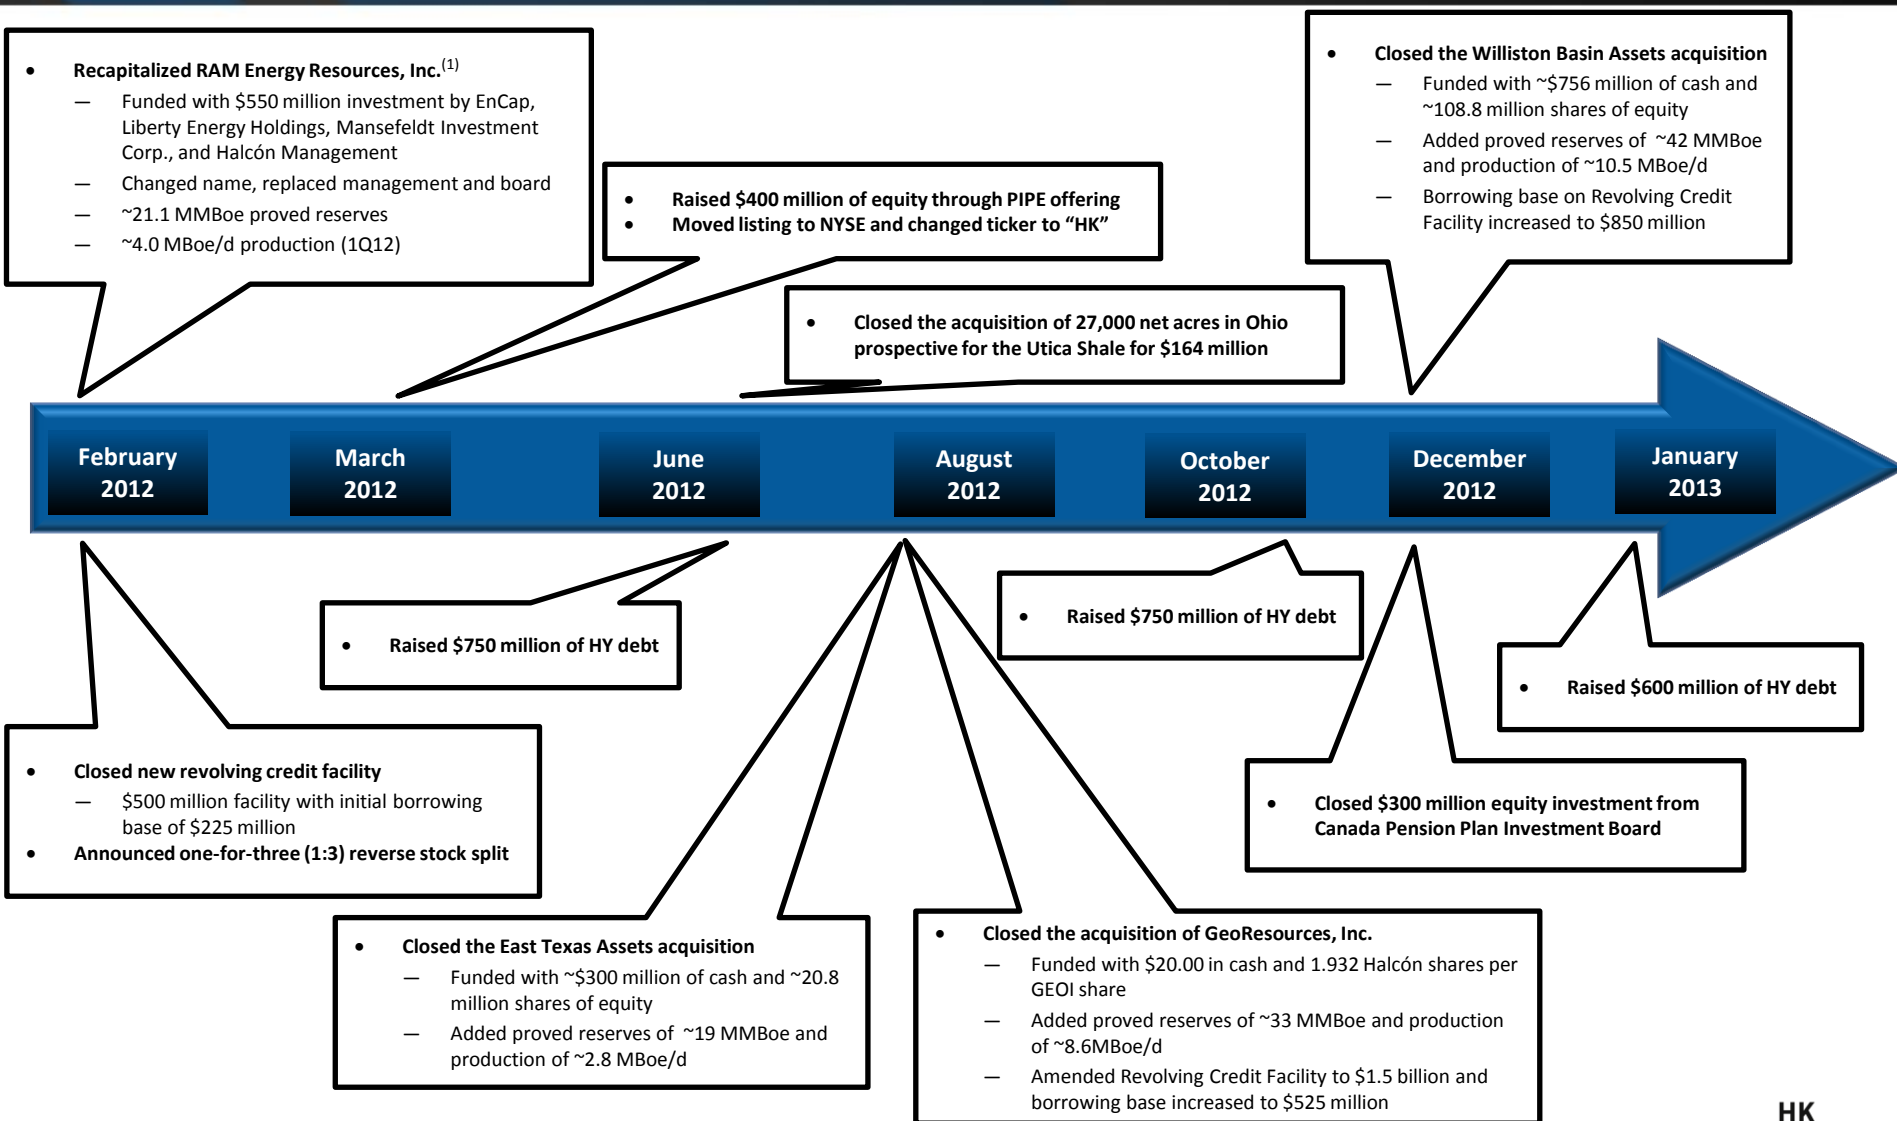 • Recapitalized RAM Energy Resources, Inc.(1)
— Funded with $550 million investment by EnCap,
Liberty Energy Holdings, Mansefeldt Investment
Corp., and Halcón Management
— Changed name, replaced management and board
— ~21.1 MMBoe proved reserves
— ~4.0 MBoe/d production (1Q12)
• Raised $400 million of equity through PIPE offering
• Moved listing to NYSE and changed ticker to “HK”
• Closed the acquisition of 27,000 net acres in Ohio
prospective for the Utica Shale for $164 million
• Closed the Williston Basin Assets acquisition
— Funded with ~$756 million of cash and
~108.8 million shares of equity
— Added proved reserves of ~42 MMBoe
and production of ~10.5 MBoe/d
— Borrowing base on Revolving Credit
Facility increased to $850 million
February
2012
March
2012
June
2012
August
2012
October
2012
December
2012
January
2013
• Closed new revolving credit facility
— $500 million facility with initial borrowing
base of $225 million
• Announced one-for-three (1:3) reverse stock split
• Raised $750 million of HY debt
• Closed the East Texas Assets acquisition
— Funded with ~$300 million of cash and ~20.8
million shares of equity
— Added proved reserves of ~19 MMBoe and
production of ~2.8 MBoe/d
• Closed the acquisition of GeoResources, Inc.
— Funded with $20.00 in cash and 1.932 Halcón shares per
GEOI share
— Added proved reserves of ~33 MMBoe and production
of ~8.6MBoe/d
— Amended Revolving Credit Facility to $1.5 billion and
borrowing base increased to $525 million
• Raised $750 million of HY debt
• Closed $300 million equity investment from
Canada Pension Plan Investment Board
• Raised $600 million of HY debt
HK